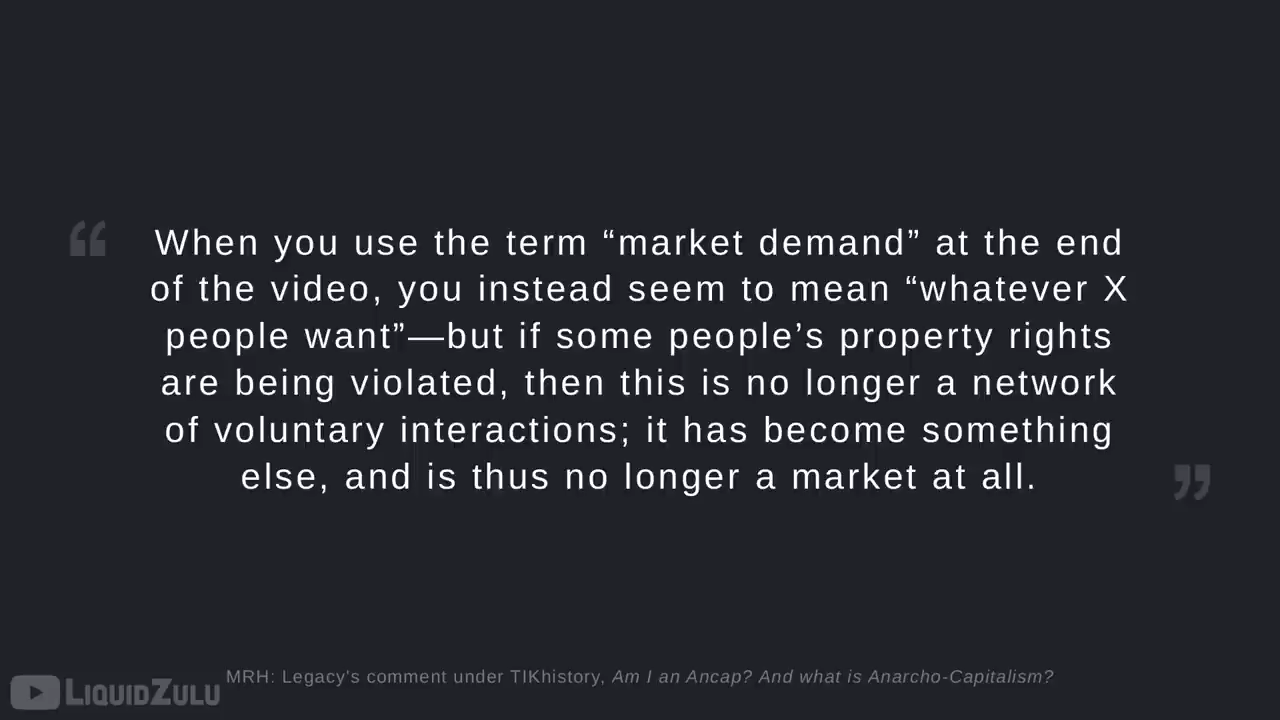 “
When you use the term “market demand” at the end
of the video, you instead seem to mean “whatever X
people want”—but if some people’s property rights
are being violated, then this is no longer a network
of voluntary interactions; it has become something
else, and is thus no longer a market at all.
”
MRH: Legacy's comment under TIKhistory, Am I an Ancap? And what is Anarcho-Capitalism?
LIQUIDZULU